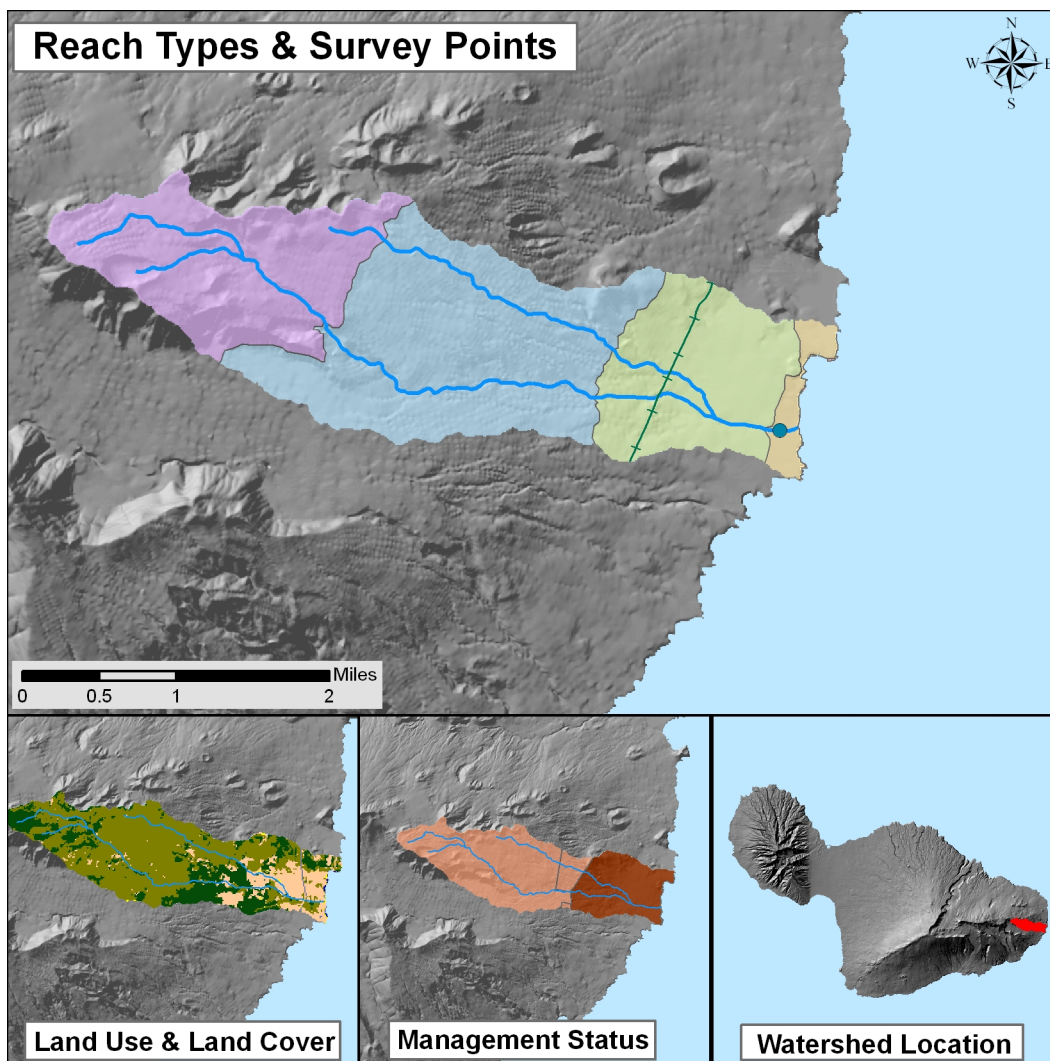 Reach Types & Survey Points
N
W E
S
Miles
0 0.5 1 2
Land Use & Land Cover
Management Status
Watershed Location